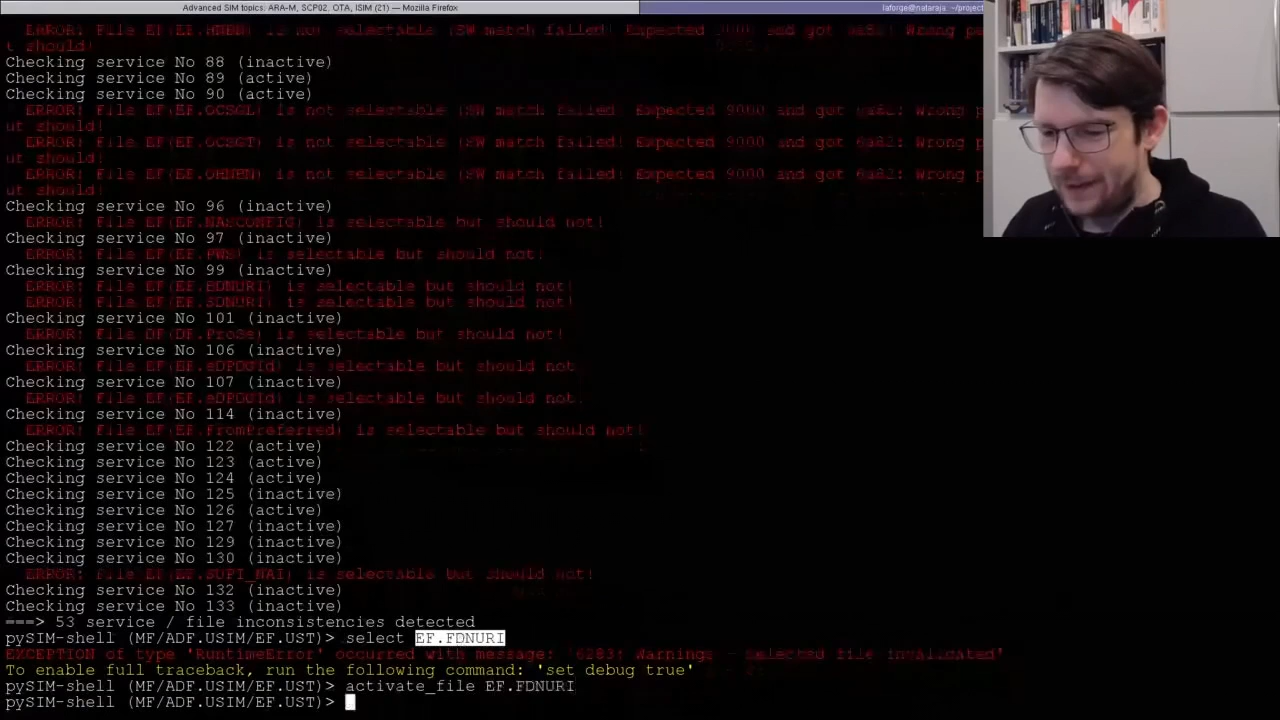 Advanced SIM topics: ARA-M, SCP02, OTA, ISIM (21) — Mozilla Firefox
laforge@nataraja ~/project
ERROR: File EF(EF.HNBN) is not selectable (SW match failed! Expected 9000 and got 6a82: Wrong p
t should!
Checking service No 88 (inactive)
Checking service No 89 (active)
Checking service No 90 (active)
ERROR: File EF(EF.OCSGL) is not selectable (SW match failed! Expected 9000 and got 6a82: Wrong p
ut should!
ERROR: File EF(EF.OCSGT) is not selectable (SW match failed! Expected 9000 and got 6a82: Wrong p
ut should!
ERROR: File EF(EF.OHNBN) is not selectable (SW match failed! Expected 9000 and got 6a82: Wrong p
ut should!
Checking service No 96 (inactive)
ERROR: File EF(EF.NASCONFIG) is selectable but should not!
Checking service No 97 (inactive)
ERROR: File EF(EF.PWS) is selectable but should not!
Checking service No 99 (inactive)
ERROR: File EF(EF.FDNURI) is selectable but should not!
ERROR: File EF(EF.SDNURI) is selectable but should not!
Checking service No 101 (inactive)
ERROR: File DF(DF.ProSe) is selectable but should not!
Checking service No 106 (inactive)
ERROR: File EF(EF.ePDGId) is selectable but should not
Checking service No 107 (inactive)
ERROR: File EF(EF.ePDGId) is selectable but should not!
Checking service No 114 (inactive)
ERROR: File EF(EF.FromPreferred) is selectable but should not!
Checking service No 122 (active)
Checking service No 123 (active)
Checking service No 124 (active)
Checking service No 125 (inactive)
Checking service No 126 (active)
Checking service No 127 (inactive)
Checking service No 129 (inactive)
Checking service No 130 (inactive)
ERROR: File EF(EF.SUPI_NAI) is selectable but should not!
Checking service No 132 (inactive)
Checking service No 133 (inactive)
===> 53 service / file inconsistencies detected
pySIM-shell (MF/ADF.USIM/EF.UST)> select EF.FDNURI
EXCEPTION of type 'RuntimeError' occurred with message: '6283: Warnings - Selected file invalidated'
To enable full traceback, run the following command: 'set debug true'
pySIM-shell (MF/ADF.USIM/EF.UST)> activate_file EF.FDNURI
pySIM-shell (MF/ADF.USIM/EF.UST)>